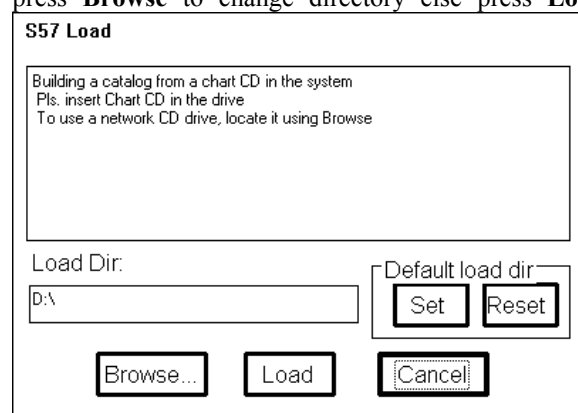 press Browse to change directory else press Lo
S57 Load
Building a catalog from a chart CD in the system
Pls. insert Chart CD in the drive
To use a network CD drive, locate it using Browse
Load Dir:
Default load dir
D:\
Set
Reset
Browse...
Load
Cancel